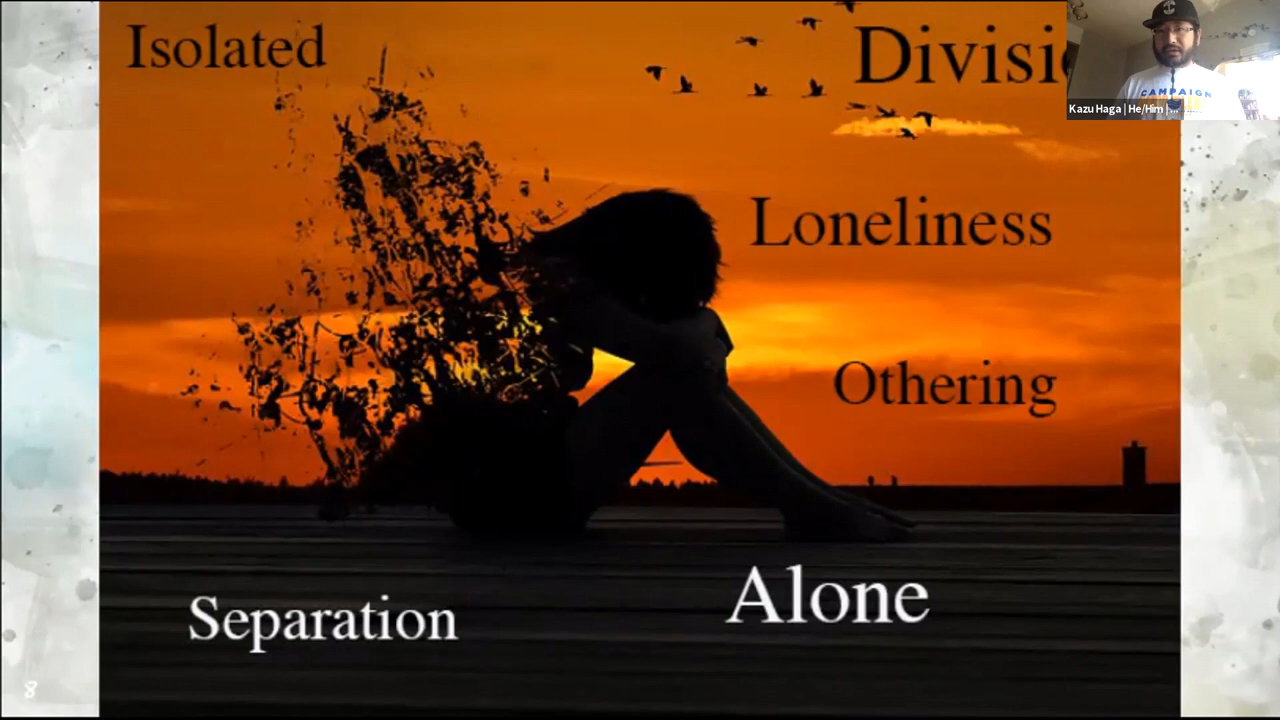 Isolated
Divisi
Kazu Haga | He/Him |
CAMPAIGN
Loneliness
Othering
Alone
Separation
8